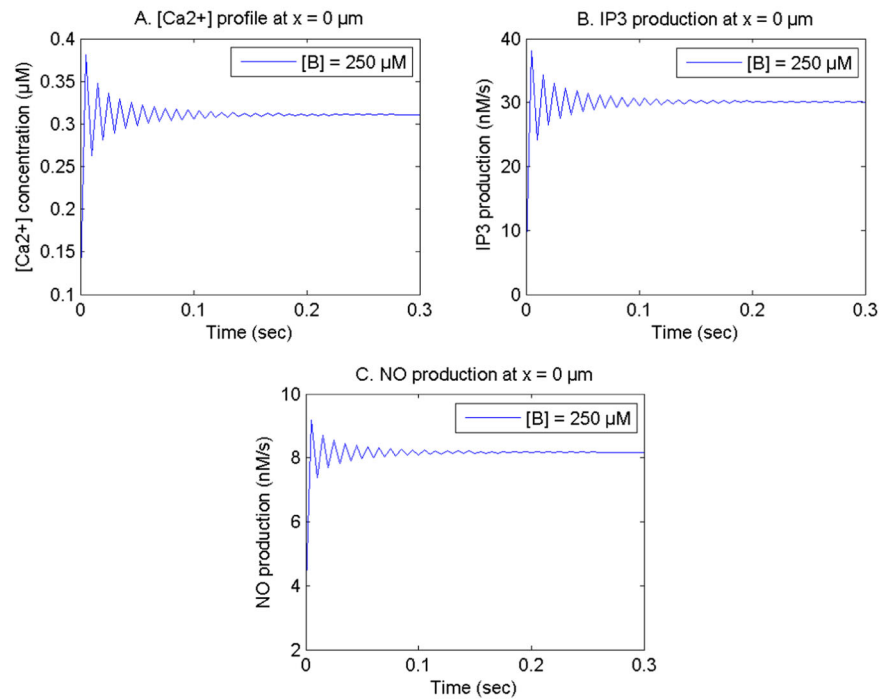 A. [Ca2+] profile at x = 0 µm
[Ca2+] concentration (µM)
0.4
0.35
0.3
0.25
0.2
0.15
0.1
[B] = 250 µM
0 0.1 0.2 0.3
Time (sec)
B. IP3 production at x = 0 µm
IP3 production (nM/s)
40
30
20
10
0
[B] = 250 µM
0 0.1 0.2 0.3
Time (sec)
C. NO production at x = 0 µm
NO production (nM/s)
10
8
6
4
2
[B] = 250 µM
0 0.1 0.2 0.3
Time (sec)